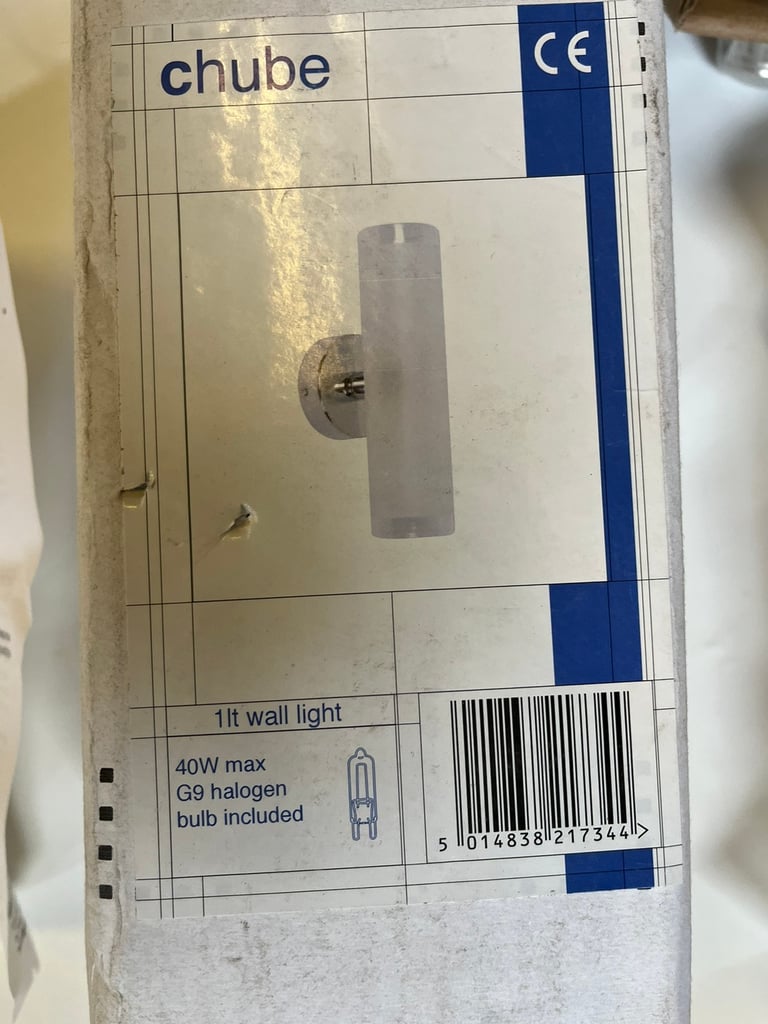 chube
CE
1lt wall light
40W max
G9 halogen
bulb included
5 014838 217344 >